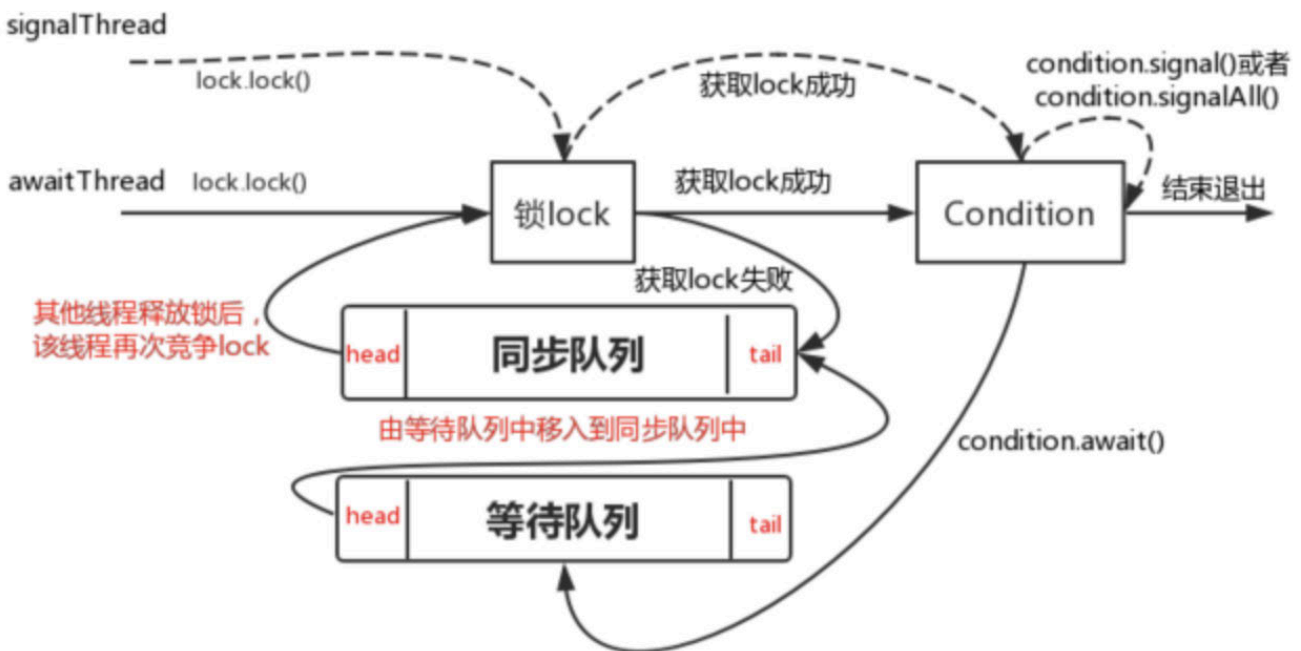 signalThread
lock.lock()
获取lock成功
condition.signal()或者
condition.signalAll()
awaitThread lock.lock()
锁lock
获取lock成功
Condition
结束退出
获取lock失败
其他线程释放锁后，
该线程再次竞争lock
head 同步队列 tail
由等待队列中移入到同步队列中
condition.await()
head 等待队列 tail